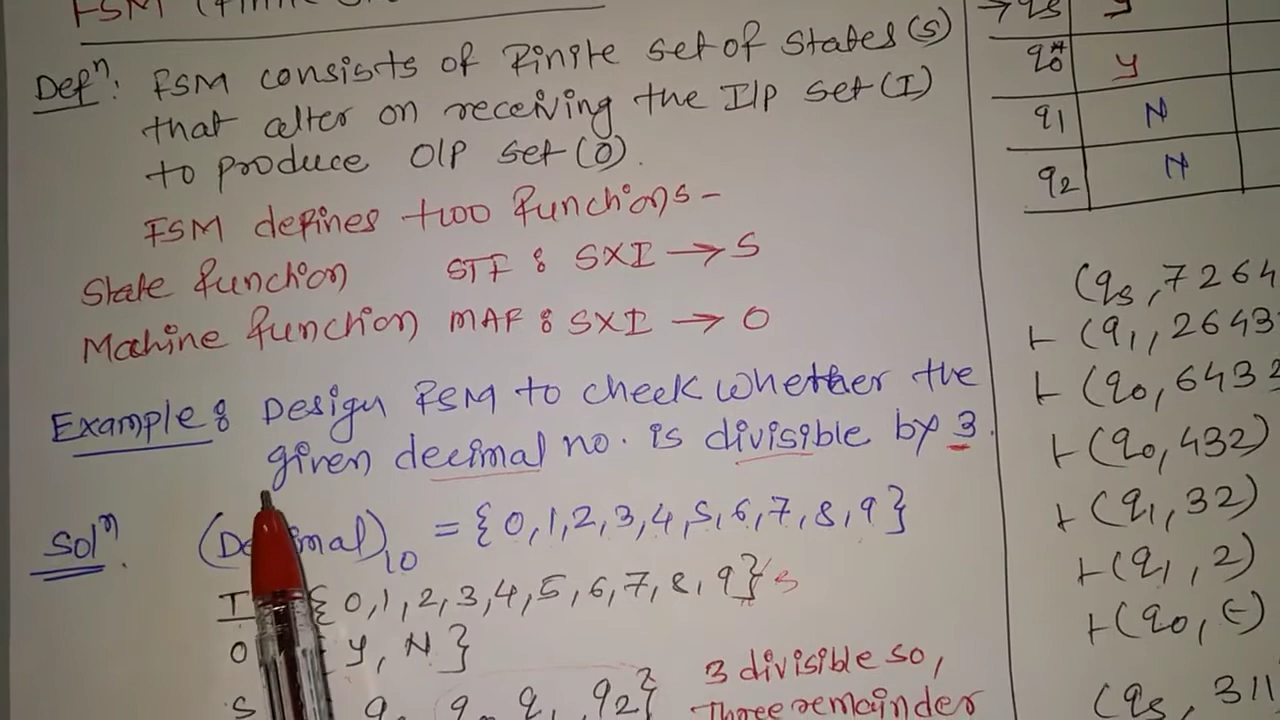 FSM (Finite
Defⁿ: FSM consists of Finite set of states (S)
that alter on receiving the I/P set (I)
to produce O/P set (O).
FSM defines two functions -
State function STF : S×I → S
Machine function MAF : S×I → O
Example : Design FSM to check whether the
given decimal no. is divisible by 3.
Solⁿ. = {0,1,2,3,4,5,6,7,8,9}
I {0,1,2,3,4,5,6,7,8,9}
O Y, N}
S q₁ q₂}
3 divisible so,
Three remainder
→ qs y
q0* y
q1 N
q2 N
(qs, 7264
⊢ (q1, 2643
⊢ (q0, 6432
⊢ (q0, 432)
⊢ (q1, 32)
⊢ (q1, 2)
⊢ (q0, ϵ)
(qs, 311